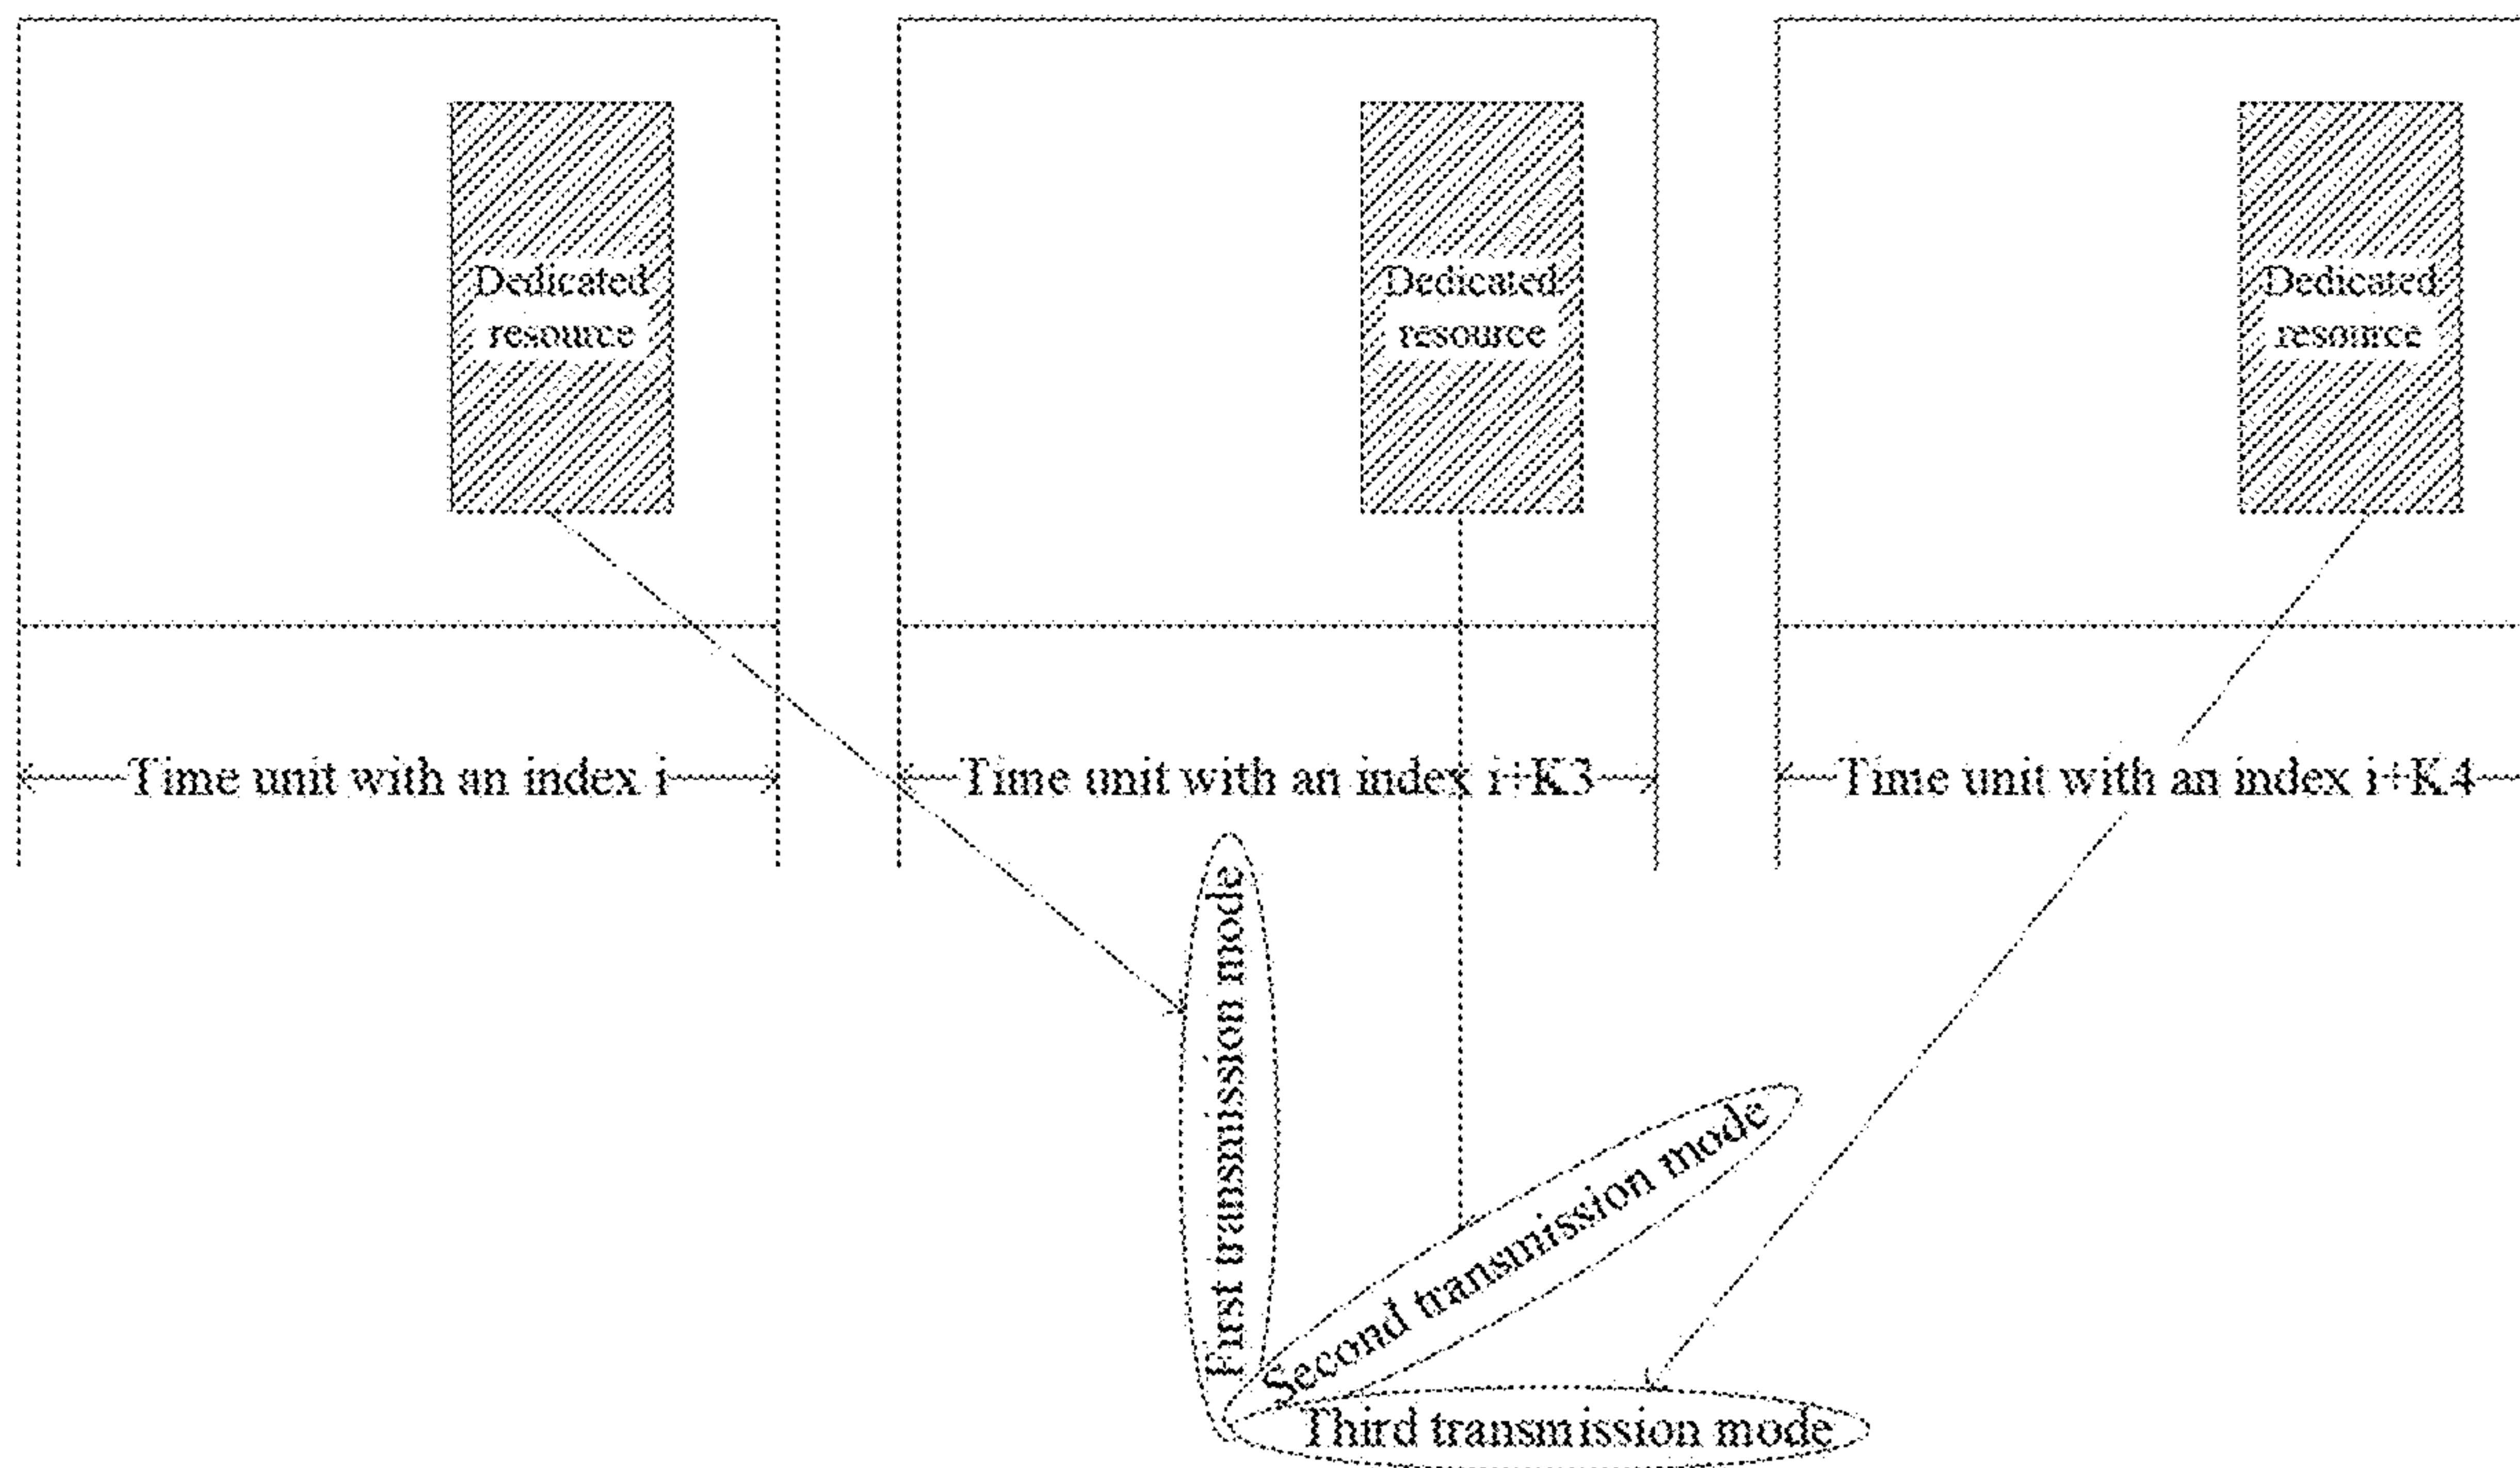 Dedicated
resource
Dedicated
resource
Dedicated
resource
Time unit with an index i
Time unit with an index i+K3
Time unit with an index i+K4
First transmission mode
Second transmission mode
Third transmission mode